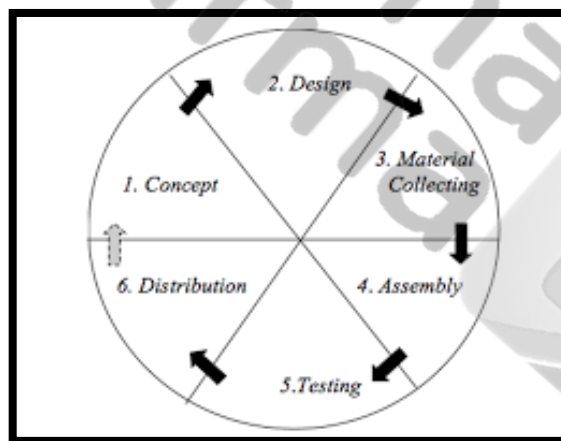 1. Concept
2. Design
3. Material
Collecting
4. Assembly
5.Testing
6. Distribution